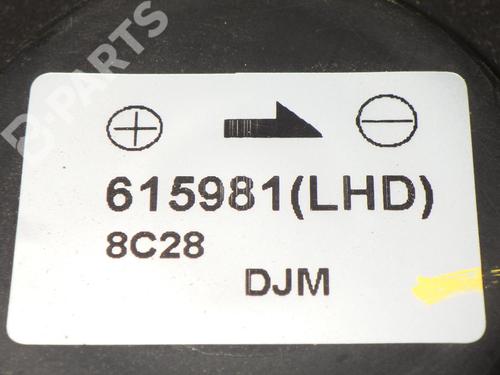 B-PARTS
⊕ → ⊖
615981(LHD)
8C28
DJM